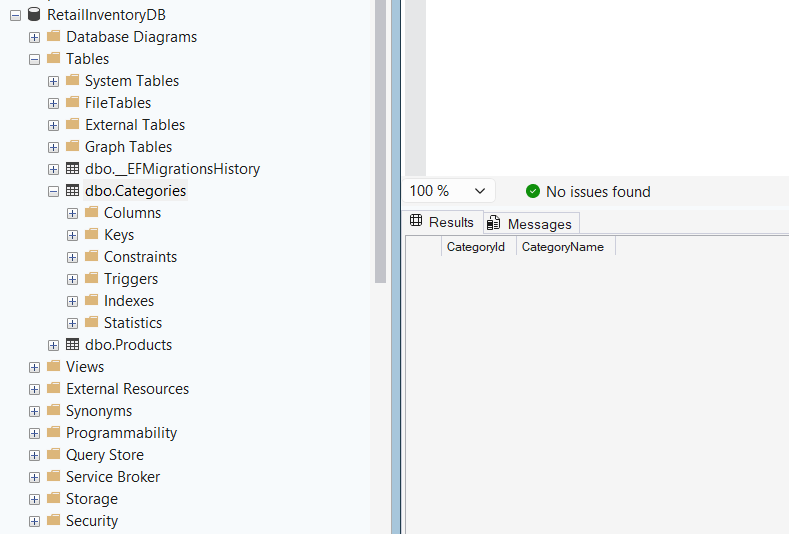 RetailInventoryDB
Database Diagrams
Tables
System Tables
FileTables
External Tables
Graph Tables
dbo.__EFMigrationsHistory
dbo.Categories
Columns
Keys
Constraints
Triggers
Indexes
Statistics
dbo.Products
Views
External Resources
Synonyms
Programmability
Query Store
Service Broker
Storage
Security
100 %
No issues found
Results
Messages
CategoryId CategoryName